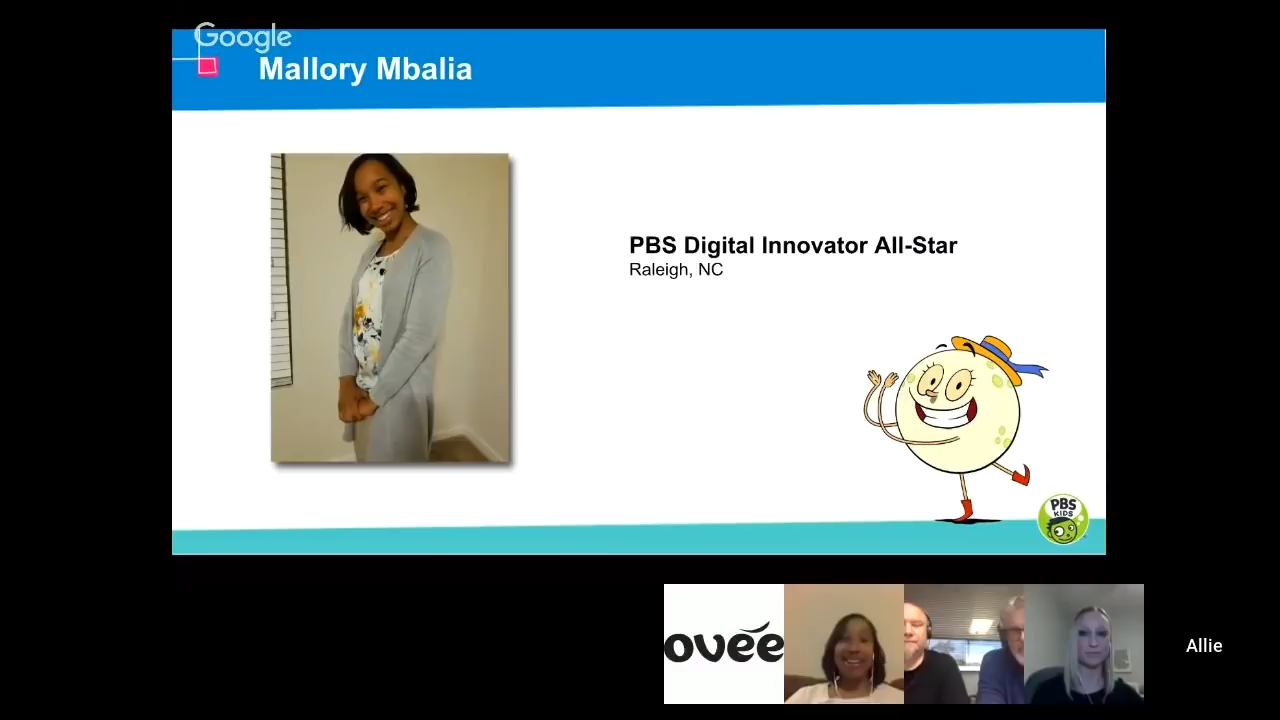 Google
Mallory Mbalia
PBS Digital Innovator All-Star
Raleigh, NC
PBS
KIDS
ovée
Allie